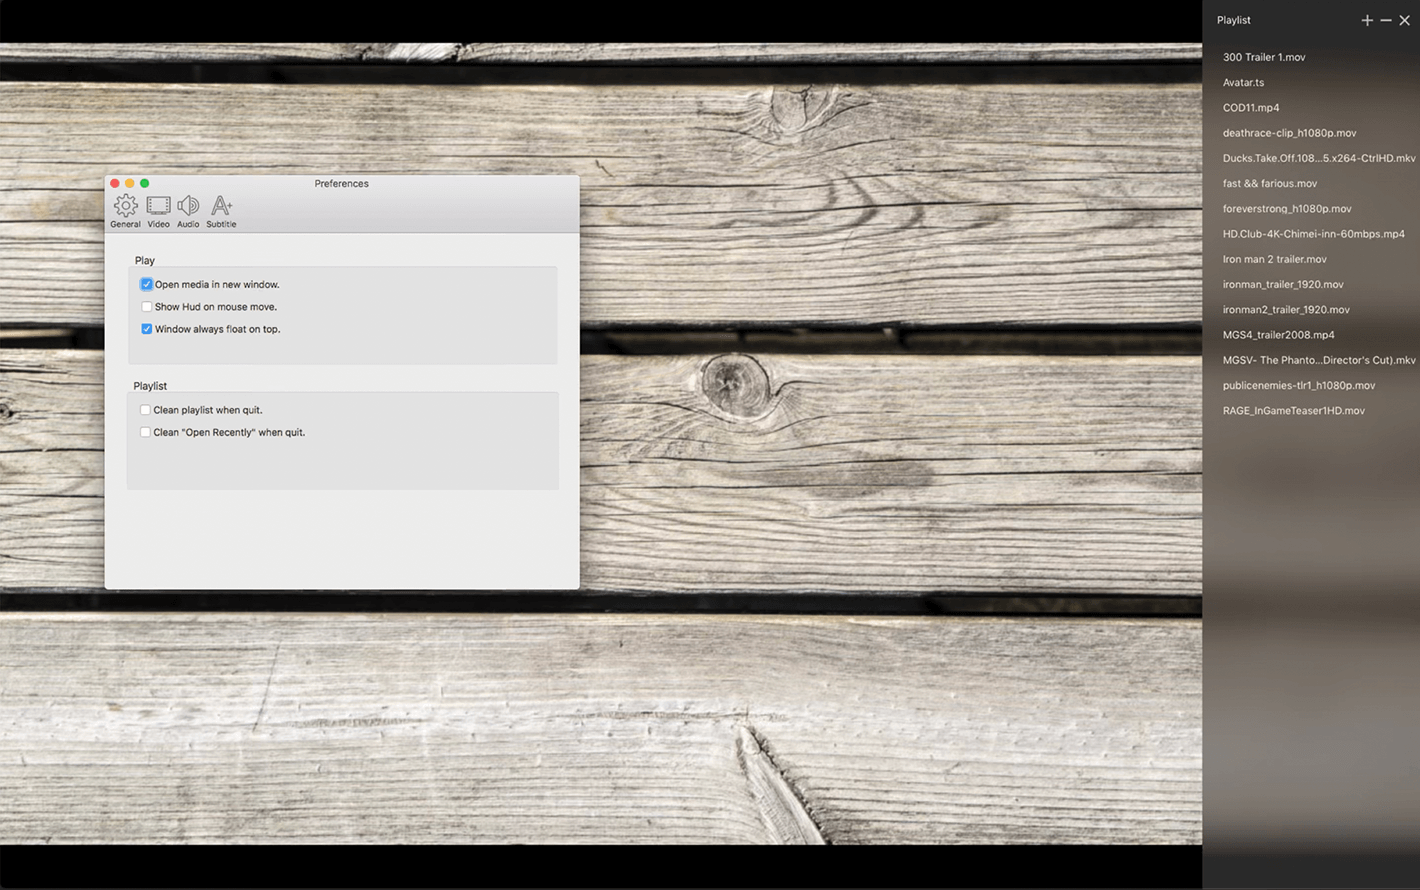 Preferences
General Video Audio Subtitle
Play
Open media in new window.
Show Hud on mouse move.
Window always float on top.
Playlist
Clean playlist when quit.
Clean "Open Recently" when quit.
Playlist
300 Trailer 1.mov
Avatar.ts
COD11.mp4
deathrace-clip_h1080p.mov
Ducks.Take.Off.108...5.x264-CtrlHD.mkv
fast && farious.mov
foreverstrong_h1080p.mov
HD.Club-4K-Chimei-inn-60mbps.mp4
Iron man 2 trailer.mov
ironman_trailer_1920.mov
ironman2_trailer_1920.mov
MGS4_trailer2008.mp4
MGSV- The Phanto...Director's Cut).mkv
publicenemies-tlr1_h1080p.mov
RAGE_InGameTeaser1HD.mov